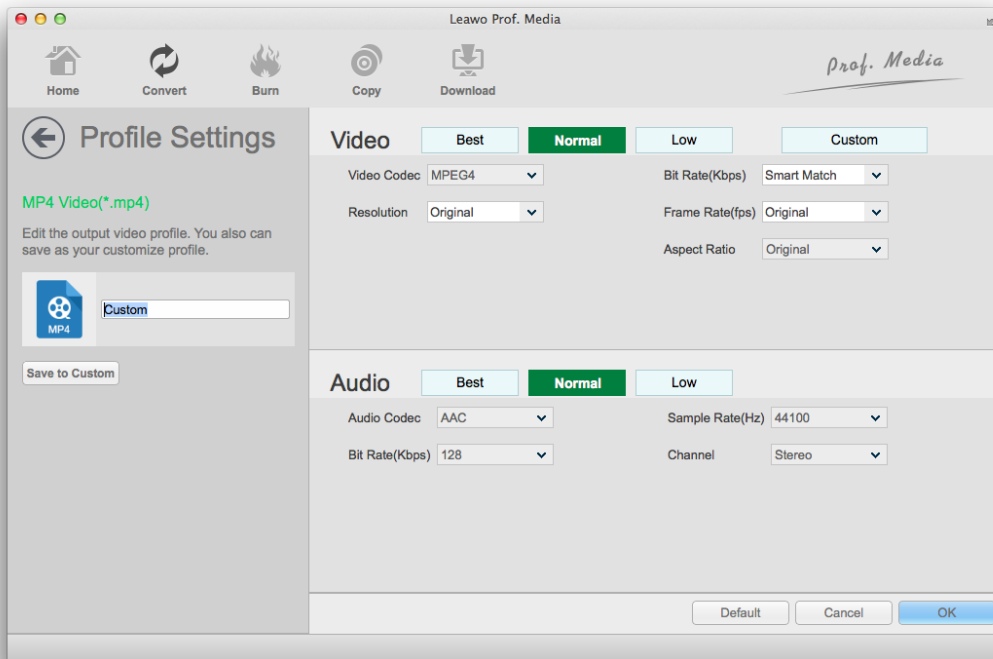 Leawo Prof. Media
Home Convert Burn Copy Download
Prof. Media
Profile Settings
MP4 Video(*.mp4)
Edit the output video profile. You also can
save as your customize profile.
MP4
Custom
Save to Custom
Video Best Normal Low Custom
Video Codec MPEG4 Bit Rate(Kbps) Smart Match
Resolution Original Frame Rate(fps) Original
Aspect Ratio Original
Audio Best Normal Low
Audio Codec AAC Sample Rate(Hz) 44100
Bit Rate(Kbps) 128 Channel Stereo
Default Cancel OK